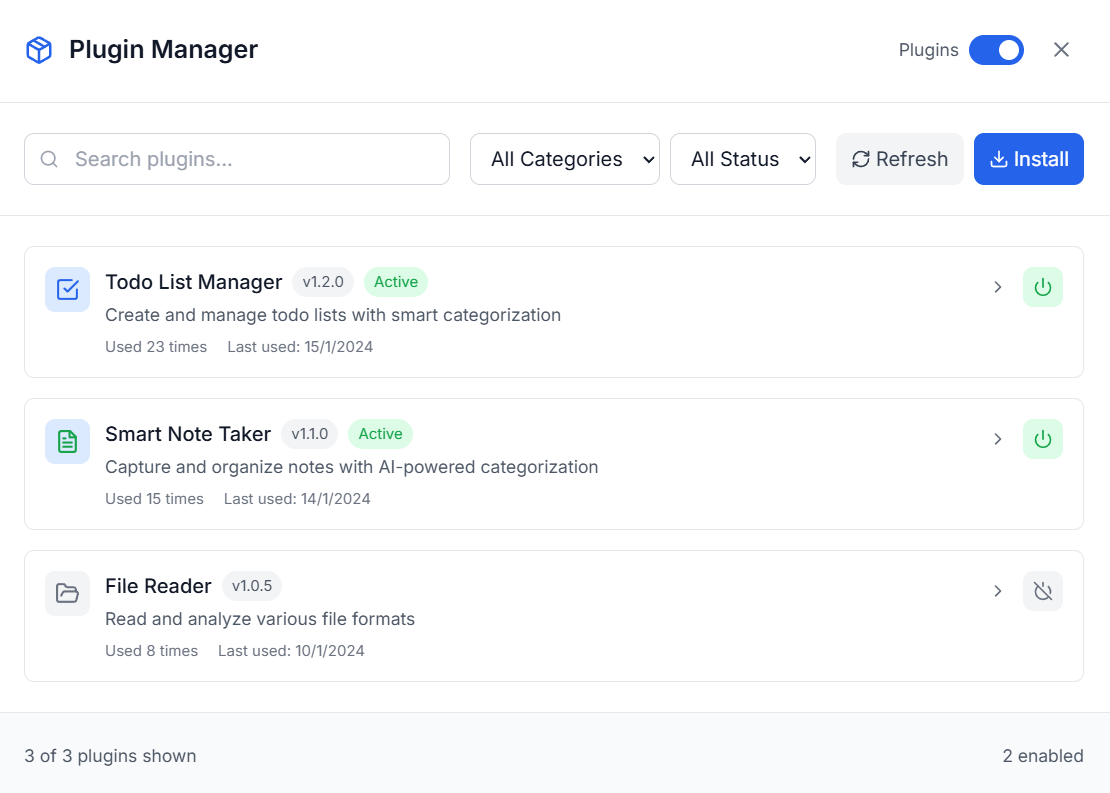 Plugin Manager
Plugins
Search plugins...
All Categories
All Status
Refresh
Install
Todo List Manager v1.2.0 Active
Create and manage todo lists with smart categorization
Used 23 times Last used: 15/1/2024
Smart Note Taker v1.1.0 Active
Capture and organize notes with AI-powered categorization
Used 15 times Last used: 14/1/2024
File Reader v1.0.5
Read and analyze various file formats
Used 8 times Last used: 10/1/2024
3 of 3 plugins shown
2 enabled